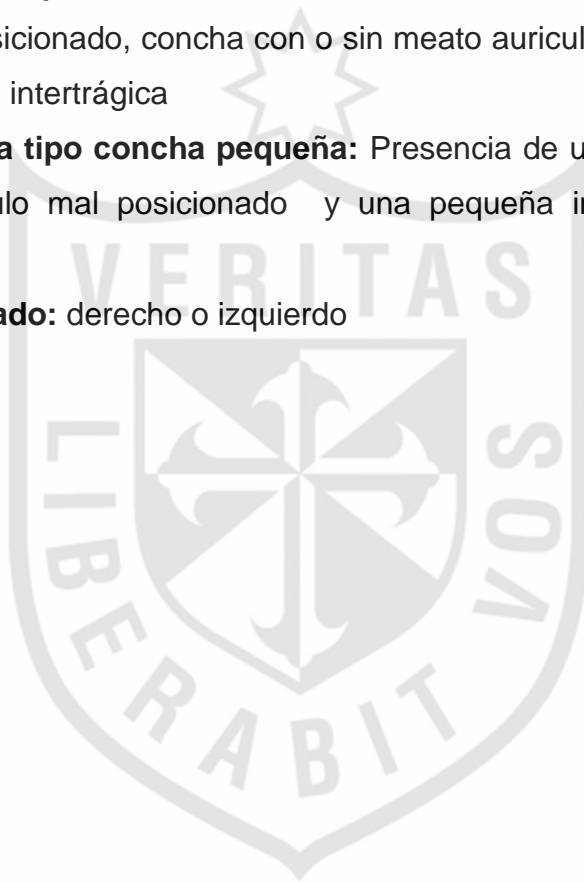 sicionado, concha con o sin meato auricul
intertrágica
a tipo concha pequeña: Presencia de u
ulo mal posicionado y una pequeña i
ado: derecho o izquierdo
VERITAS
LIBERABIT VOS